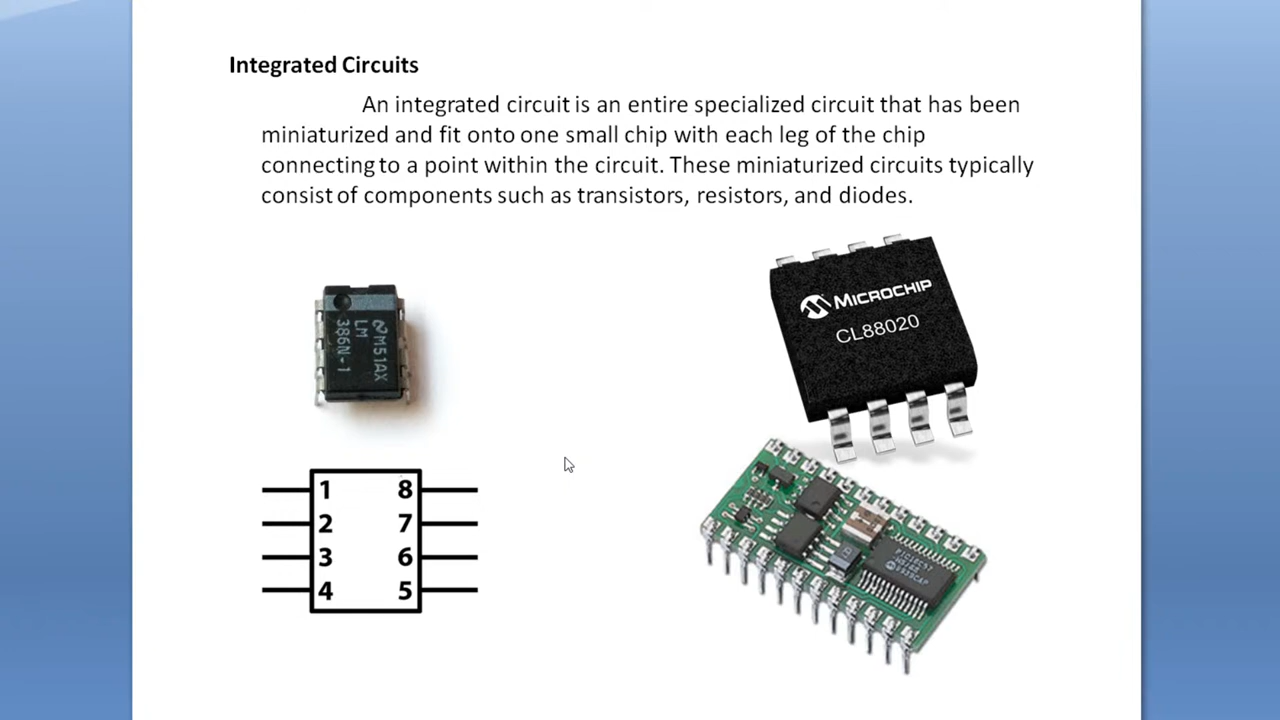 Integrated Circuits
An integrated circuit is an entire specialized circuit that has been
miniaturized and fit onto one small chip with each leg of the chip
connecting to a point within the circuit. These miniaturized circuits typically
consist of components such as transistors, resistors, and diodes.
M51AX
LM
386N-1
MICROCHIP
CL88020
1 8
2 7
3 6
4 5
PIC16C57